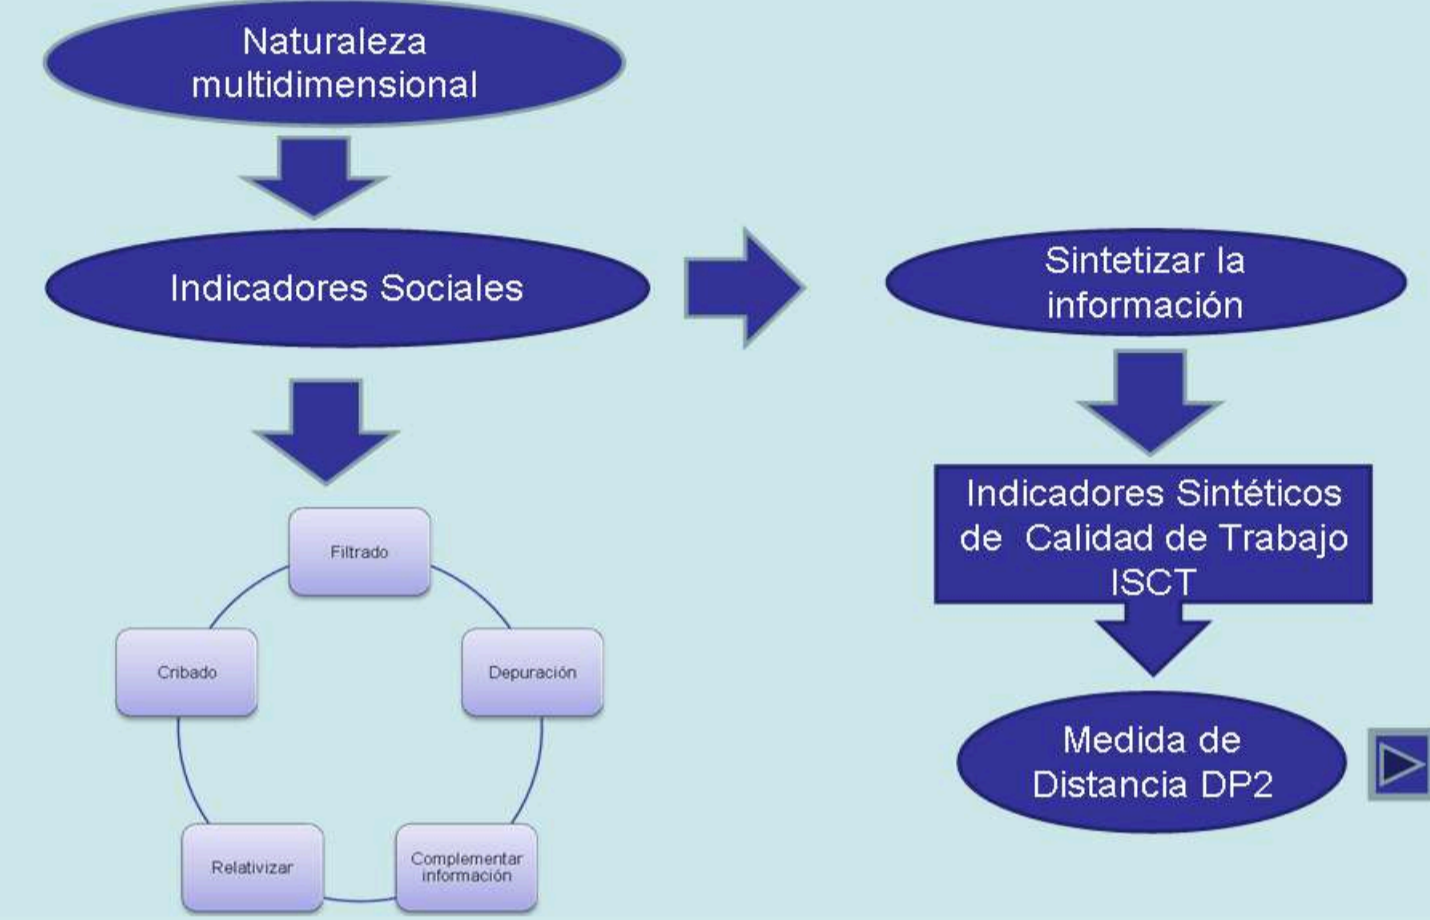 Naturaleza
multidimensional
Indicadores Sociales
Sintetizar la
información
Indicadores Sintéticos
de Calidad de Trabajo
ISCT
Medida de
Distancia DP2
Filtrado
Depuración
Complementar
información
Relativizar
Cribado